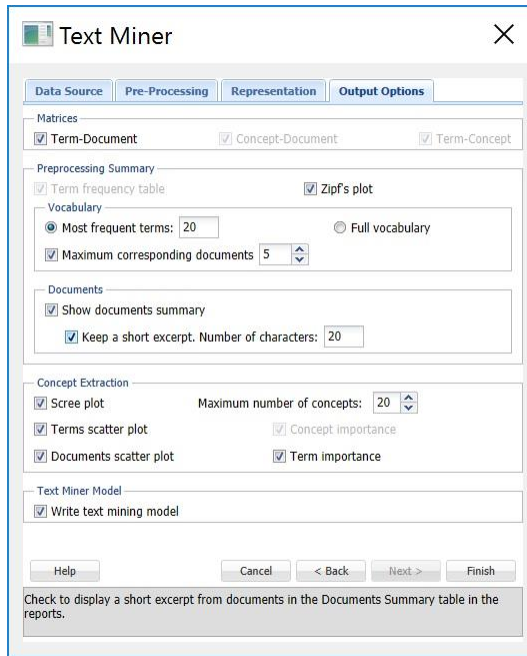 Text Miner
Data Source Pre-Processing Representation Output Options
Matrices
Term-Document Concept-Document Term-Concept
Preprocessing Summary
Term frequency table Zipf's plot
Vocabulary
Most frequent terms: 20 Full vocabulary
Maximum corresponding documents 5
Documents
Show documents summary
Keep a short excerpt. Number of characters: 20
Concept Extraction
Scree plot Maximum number of concepts: 20
Terms scatter plot Concept importance
Documents scatter plot Term importance
Text Miner Model
Write text mining model
Help Cancel < Back Next > Finish
Check to display a short excerpt from documents in the Documents Summary table in the
reports.